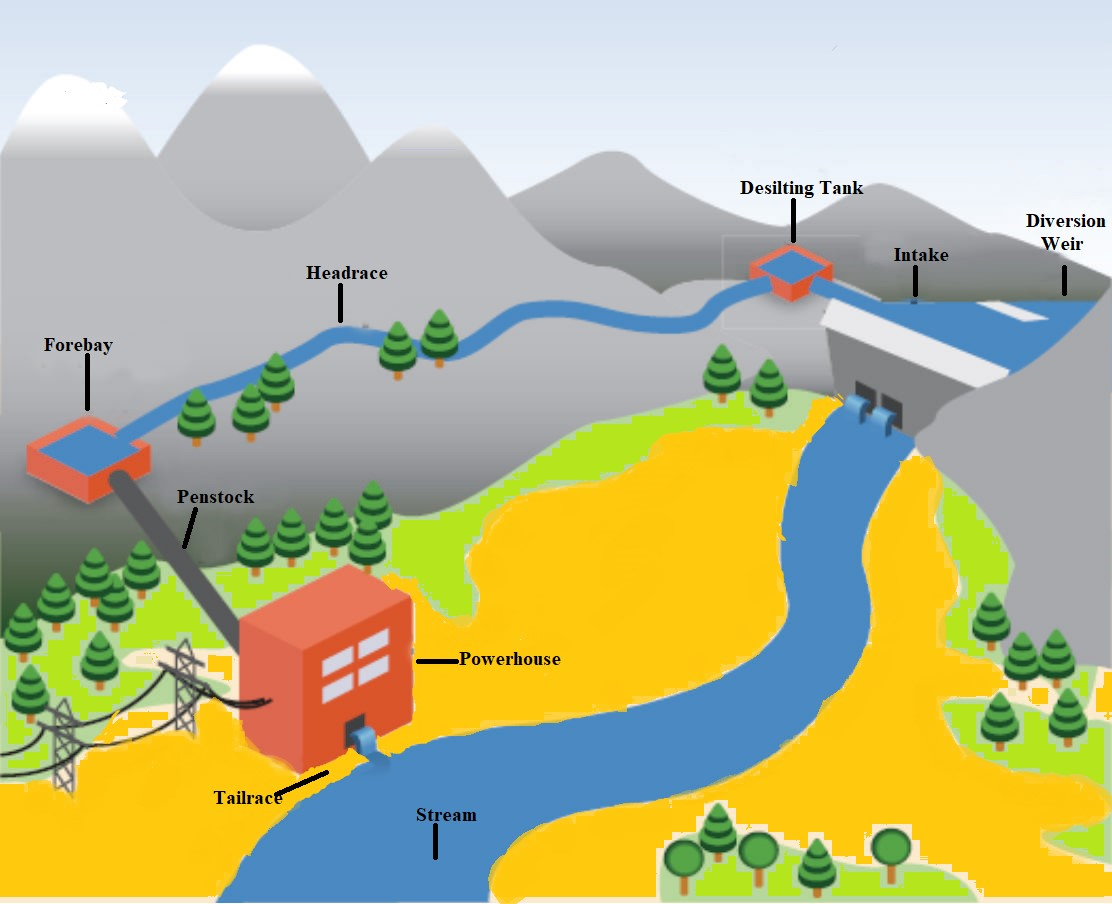 Desilting Tank
Diversion
Weir
Intake
Headrace
Forebay
Penstock
Powerhouse
Tailrace
Stream